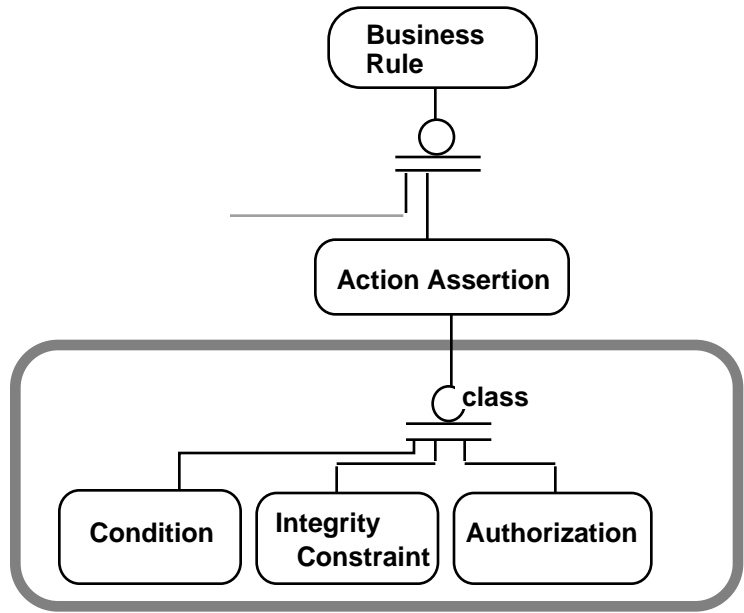 Business
Rule
Action Assertion
class
Condition
Integrity
Constraint
Authorization